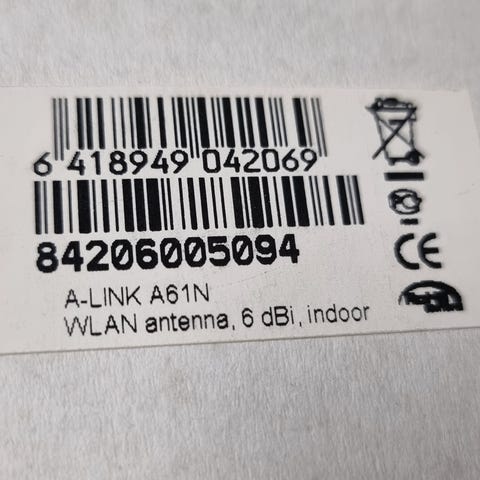 6 418949 042069
84206005094
A-LINK A61N
WLAN antenna, 6 dBi, indoor
CE